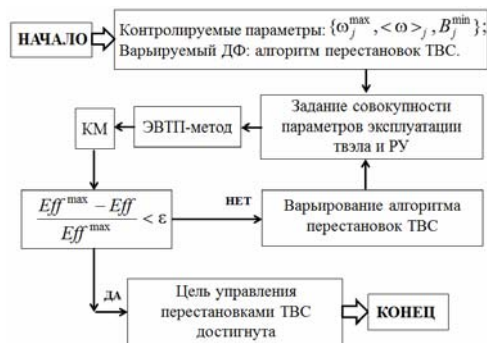 НАЧАЛО
Контролируемые параметры: {ω_j^max, <ω>_j, B_j^min};
Варьируемый ДФ: алгоритм перестановок ТВС.
Задание совокупности
параметров эксплуатации
твэла и РУ
ЭВТП-метод
КМ
(Eff^max − Eff) / Eff^max < ε
НЕТ
Варьирование алгоритма
перестановок ТВС
ДА
Цель управления
перестановками ТВС
достигнута
КОНЕЦ